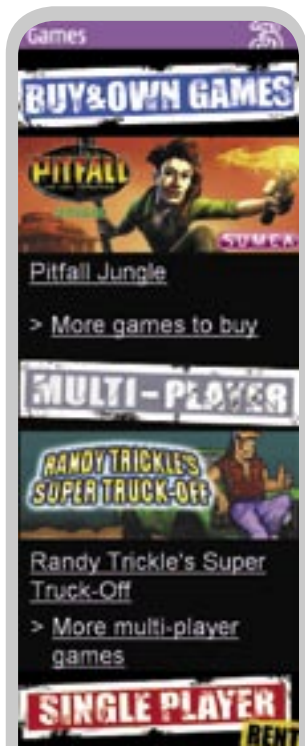 Games
BUY&OWN GAMES
PITFALL
SUMEA
Pitfall Jungle
> More games to buy
MULTI-PLAYER
RANDY TRICKLE'S
SUPER TRUCK-OFF
Randy Trickle's Super
Truck-Off
> More multi-player
games
SINGLE PLAYER
RENT